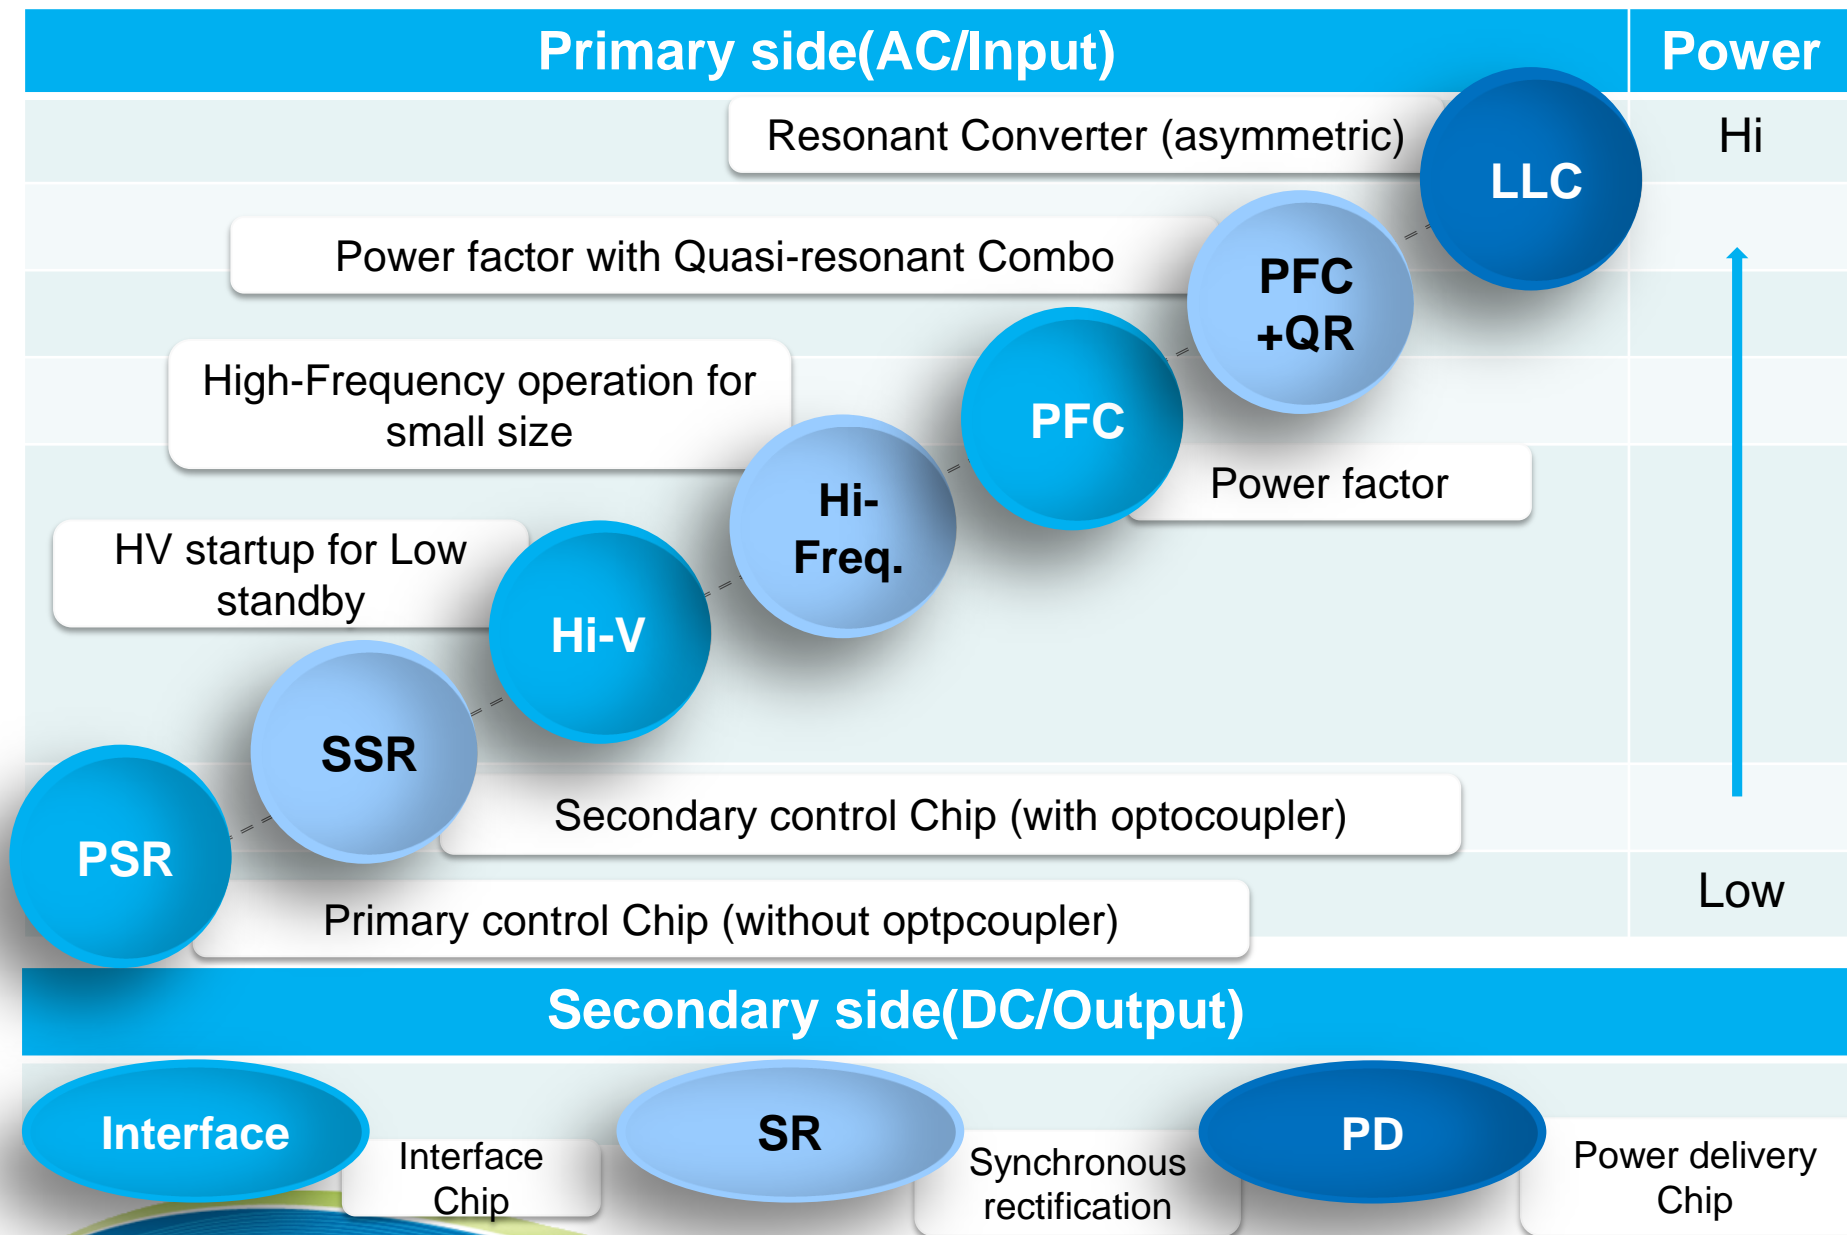 Primary side(AC/Input)
Power
Resonant Converter (asymmetric)
LLC
Hi
Power factor with Quasi-resonant Combo
PFC
+QR
High-Frequency operation for
small size
PFC
Power factor
Hi-
Freq.
HV startup for Low
standby
Hi-V
SSR
Secondary control Chip (with optocoupler)
PSR
Primary control Chip (without optpcoupler)
Low
Secondary side(DC/Output)
Interface
Interface
Chip
SR
Synchronous
rectification
PD
Power delivery
Chip